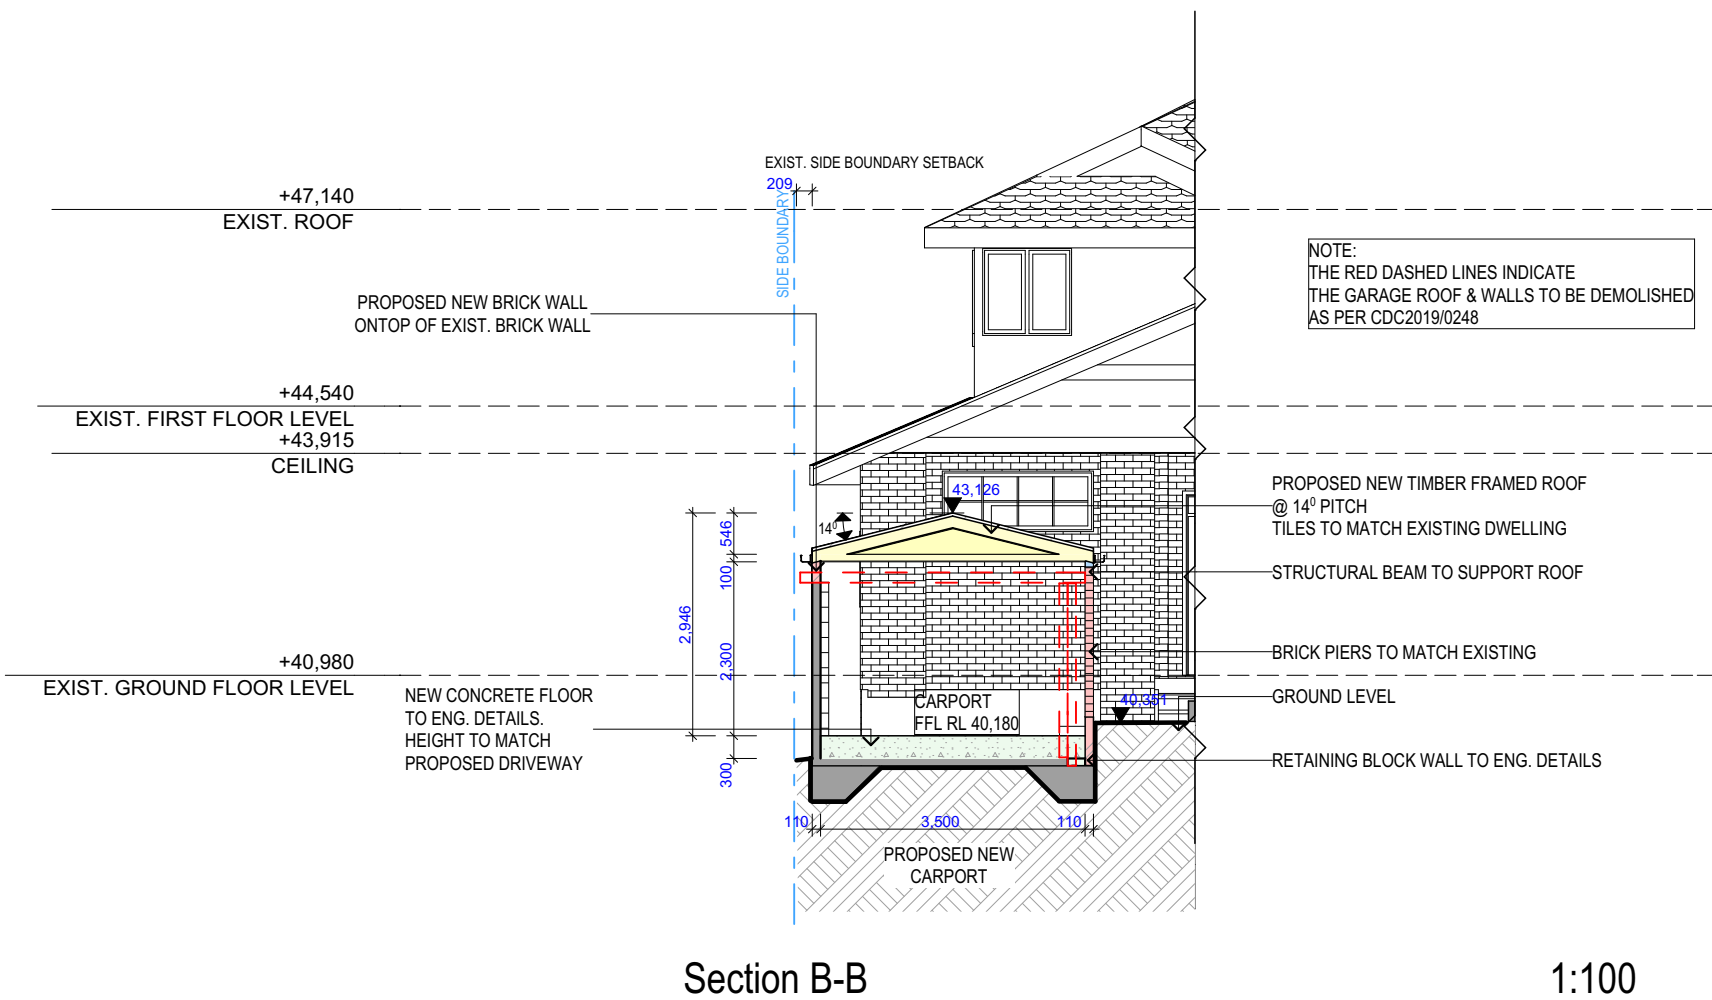 EXIST. SIDE BOUNDARY SETBACK
209
SIDE BOUNDARY
+47,140
EXIST. ROOF
NOTE:
THE RED DASHED LINES INDICATE
THE GARAGE ROOF & WALLS TO BE DEMOLISHED
AS PER CDC2019/0248
PROPOSED NEW BRICK WALL
ONTOP OF EXIST. BRICK WALL
+44,540
EXIST. FIRST FLOOR LEVEL
+43,915
CEILING
43,126
14⁰
PROPOSED NEW TIMBER FRAMED ROOF
@ 14⁰ PITCH
TILES TO MATCH EXISTING DWELLING
546
100
STRUCTURAL BEAM TO SUPPORT ROOF
2,946
2,300
BRICK PIERS TO MATCH EXISTING
+40,980
EXIST. GROUND FLOOR LEVEL
NEW CONCRETE FLOOR
TO ENG. DETAILS.
HEIGHT TO MATCH
PROPOSED DRIVEWAY
CARPORT
FFL RL 40,180
40,351
GROUND LEVEL
300
RETAINING BLOCK WALL TO ENG. DETAILS
110
3,500
110
PROPOSED NEW
CARPORT
Section B-B
1:100